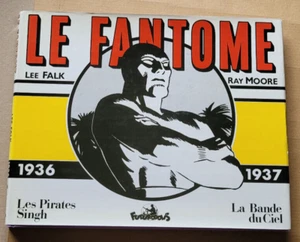 LE FANTOME
LEE FALK
RAY MOORE
1936
1937
Les Pirates
Singh
FUTUROPOLIS
La Bande
du Ciel